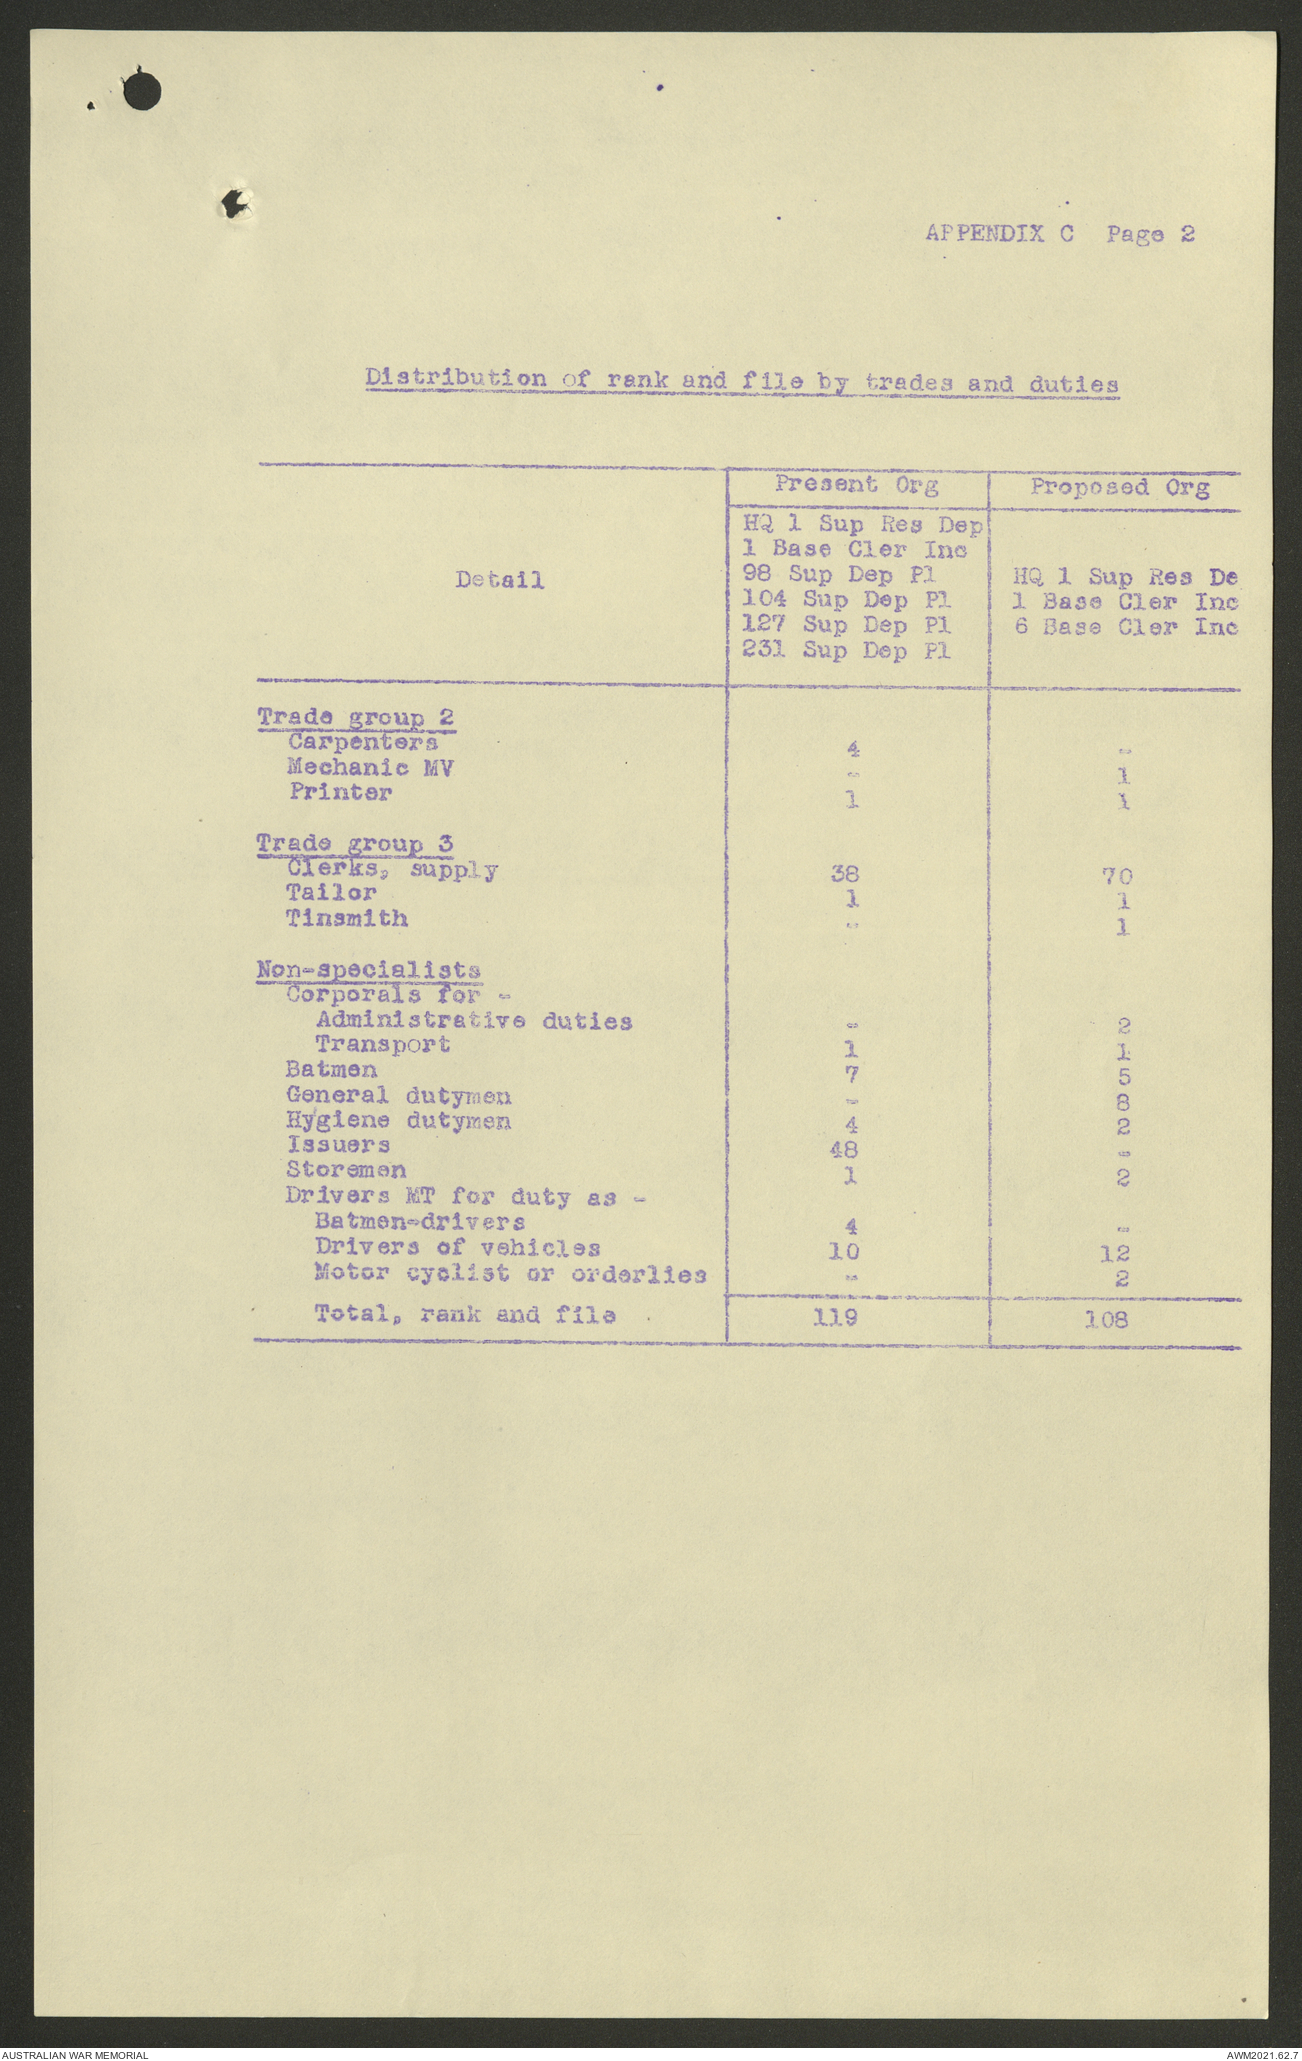 APPENDIX C Page 2
Distribution of rank and file by trades and duties
Present Org Proposed Org
HQ 1 Sup Res Dep
1 Base Cler Inc
Detail 98 Sup Dep Pl HQ 1 Sup Res De
104 Sup Dep Pl 1 Base Cler Inc
127 Sup Dep Pl 6 Base Cler Inc
231 Sup Dep Pl
Trade group 2
Carpenters 4 -
Mechanic MV - 1
Printer 1 1
Trade group 3
Clerks, supply 38 70
Tailor 1 1
Tinsmith - 1
Non-specialists
Corporals for -
Administrative duties - 2
Transport 1 1
Batmen 7 5
General dutymen - 8
Hygiene dutymen 4 2
Issuers 48 -
Storemen 1 2
Drivers MT for duty as -
Batmen-drivers 4 -
Drivers of vehicles 10 12
Motor cyclist or orderlies - 2
Total, rank and file 119 108
AUSTRALIAN WAR MEMORIAL AWM2021.62.7